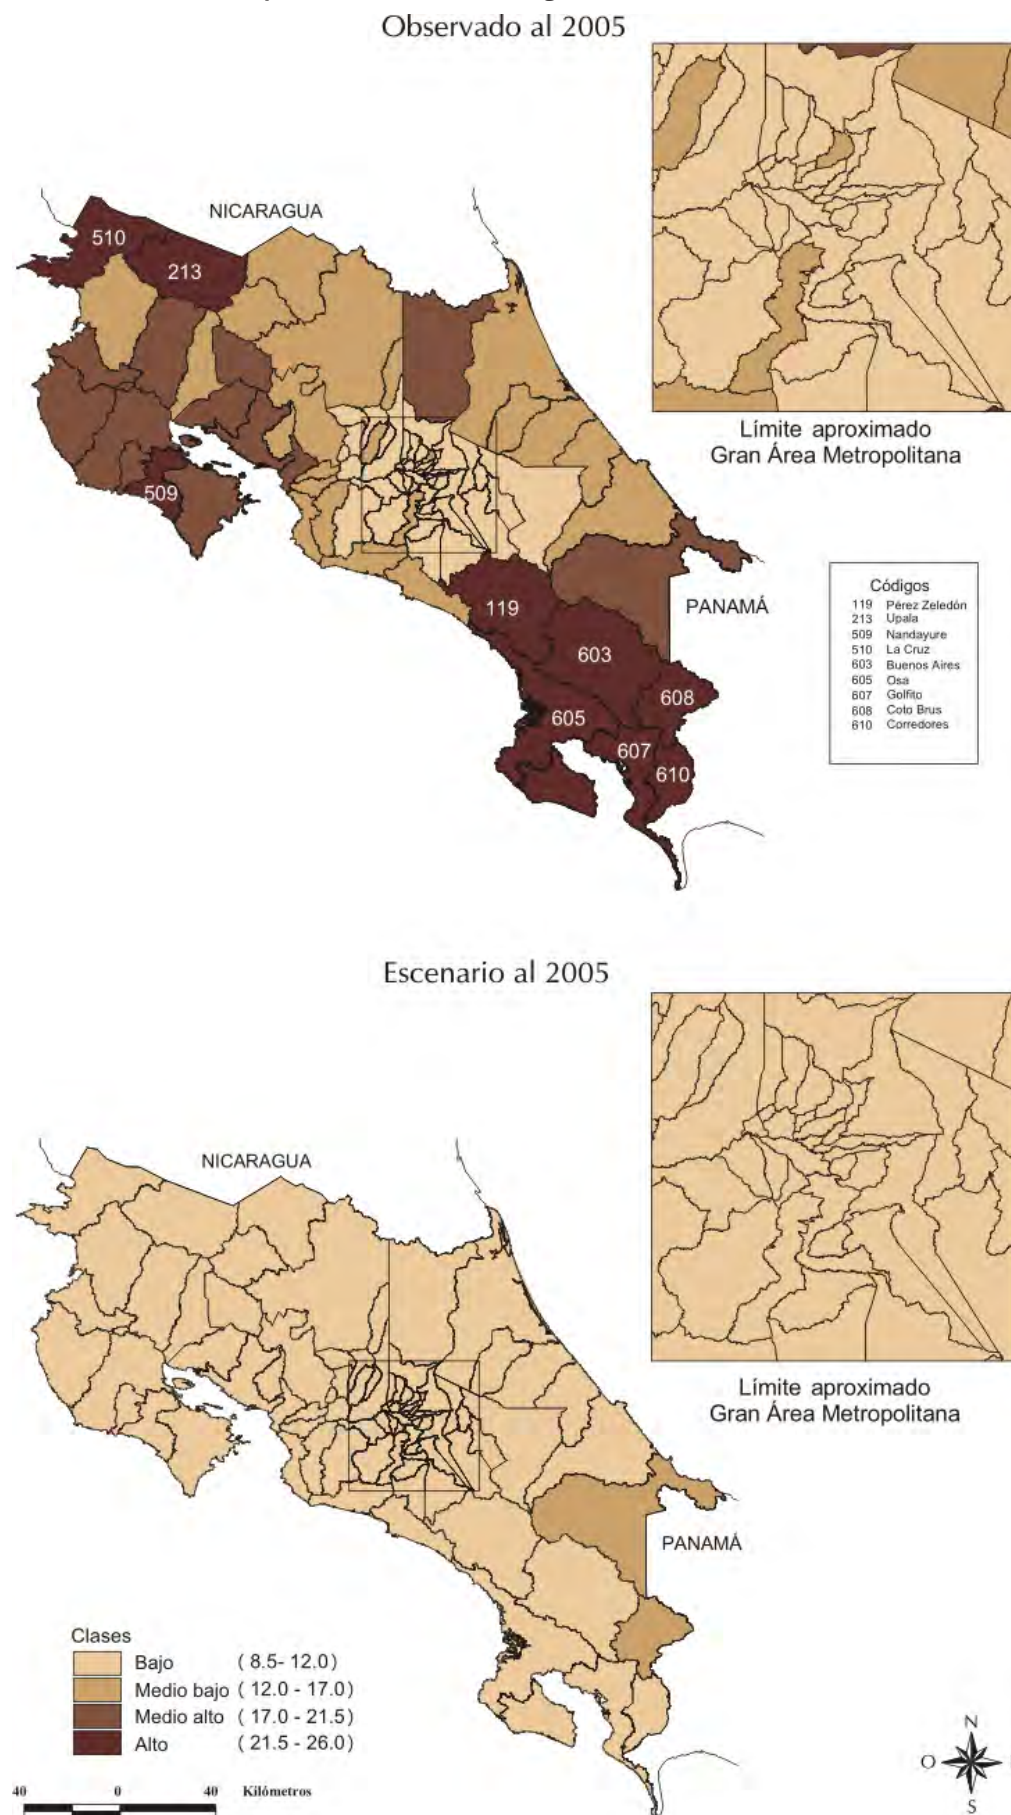 Observado al 2005
NICARAGUA
510
213
509
Límite aproximado
Gran Área Metropolitana
119
603
608
605
607
610
PANAMÁ
Códigos
119 Pérez Zeledón
213 Upala
509 Nandayure
510 La Cruz
603 Buenos Aires
605 Osa
607 Golfito
608 Coto Brus
610 Corredores
Escenario al 2005
NICARAGUA
Límite aproximado
Gran Área Metropolitana
PANAMÁ
Clases
Bajo ( 8.5- 12.0)
Medio bajo ( 12.0 - 17.0)
Medio alto ( 17.0 - 21.5)
Alto ( 21.5 - 26.0)
40 0 40 Kilómetros
N
O E
S